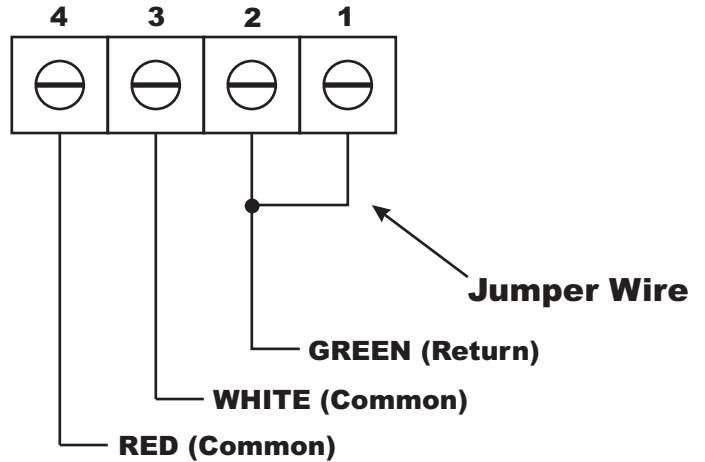 4 3 2 1
Jumper Wire
GREEN (Return)
WHITE (Common)
RED (Common)